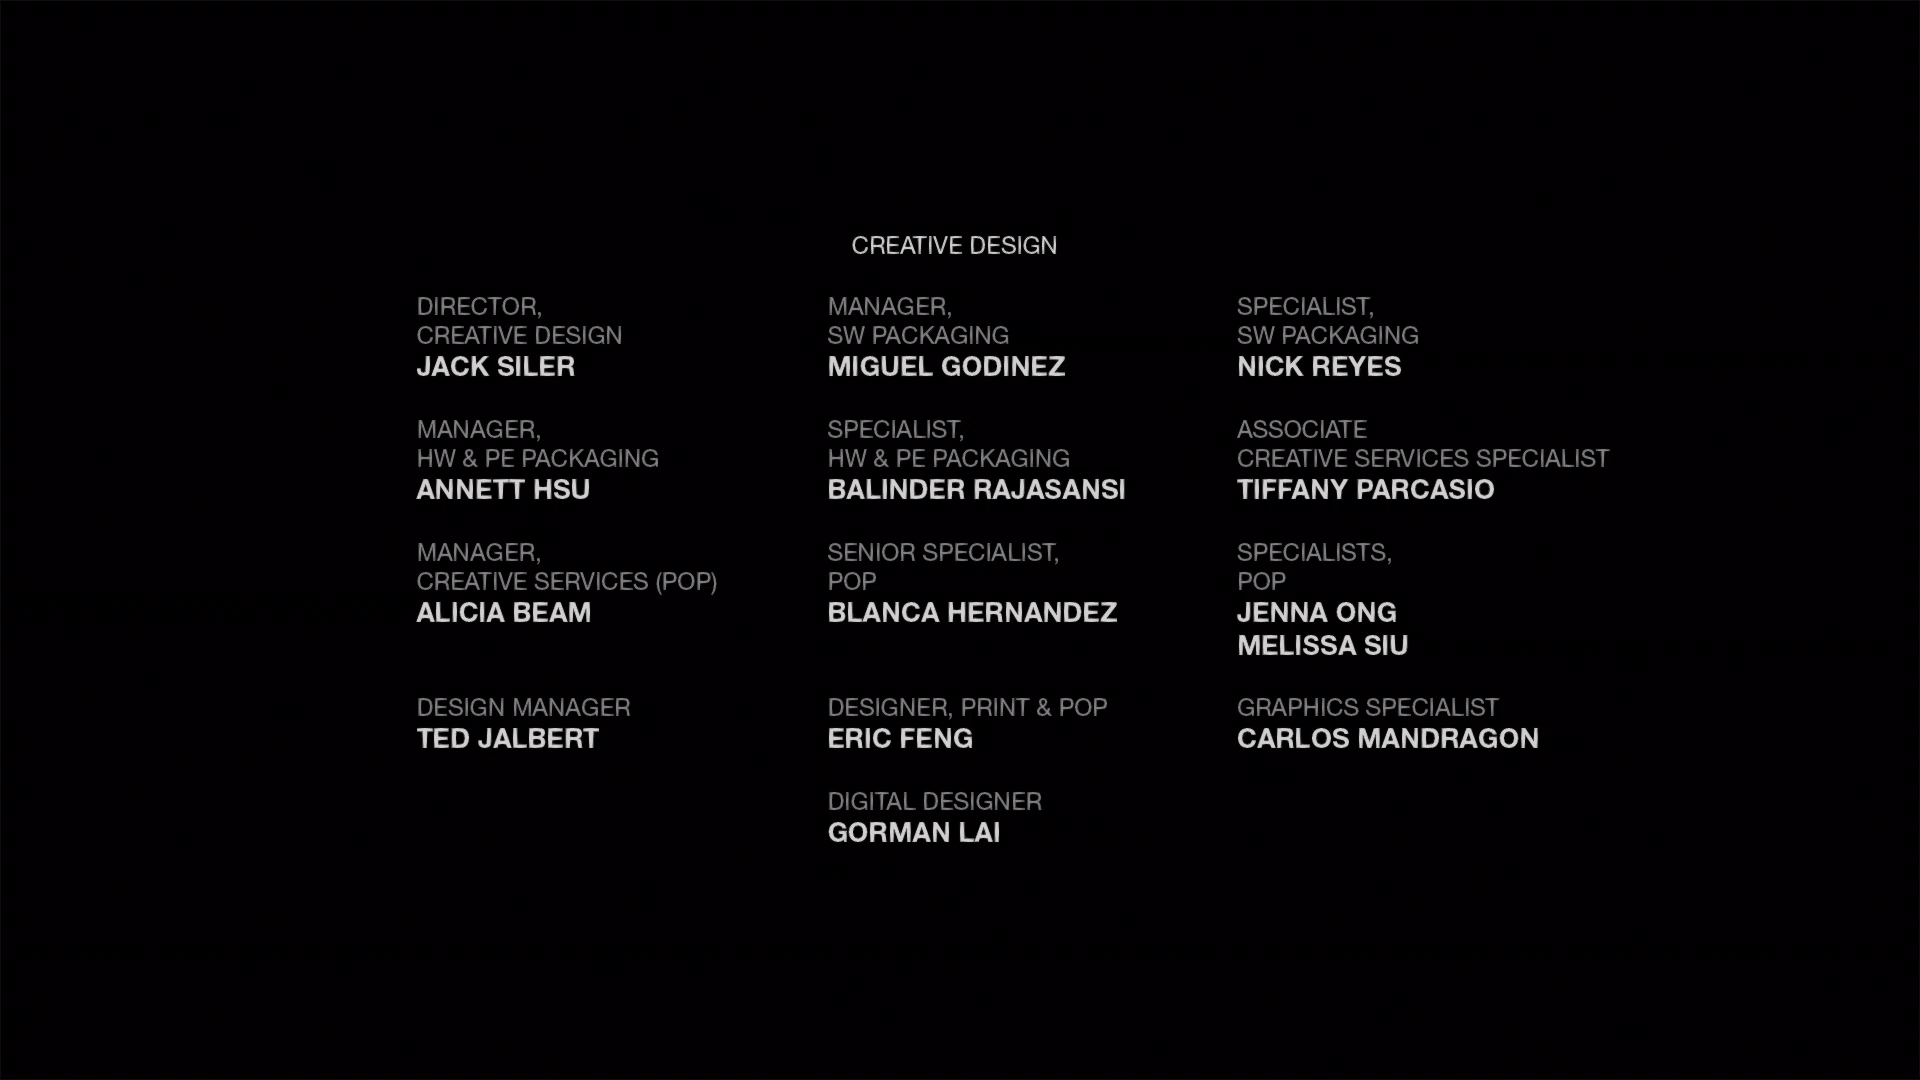 CREATIVE DESIGN
DIRECTOR,
CREATIVE DESIGN
JACK SILER
MANAGER,
SW PACKAGING
MIGUEL GODINEZ
SPECIALIST,
SW PACKAGING
NICK REYES
MANAGER,
HW & PE PACKAGING
ANNETT HSU
SPECIALIST,
HW & PE PACKAGING
BALINDER RAJASANSI
ASSOCIATE
CREATIVE SERVICES SPECIALIST
TIFFANY PARCASIO
MANAGER,
CREATIVE SERVICES (POP)
ALICIA BEAM
SENIOR SPECIALIST,
POP
BLANCA HERNANDEZ
SPECIALISTS,
POP
JENNA ONG
MELISSA SIU
DESIGN MANAGER
TED JALBERT
DESIGNER, PRINT & POP
ERIC FENG
GRAPHICS SPECIALIST
CARLOS MANDRAGON
DIGITAL DESIGNER
GORMAN LAI